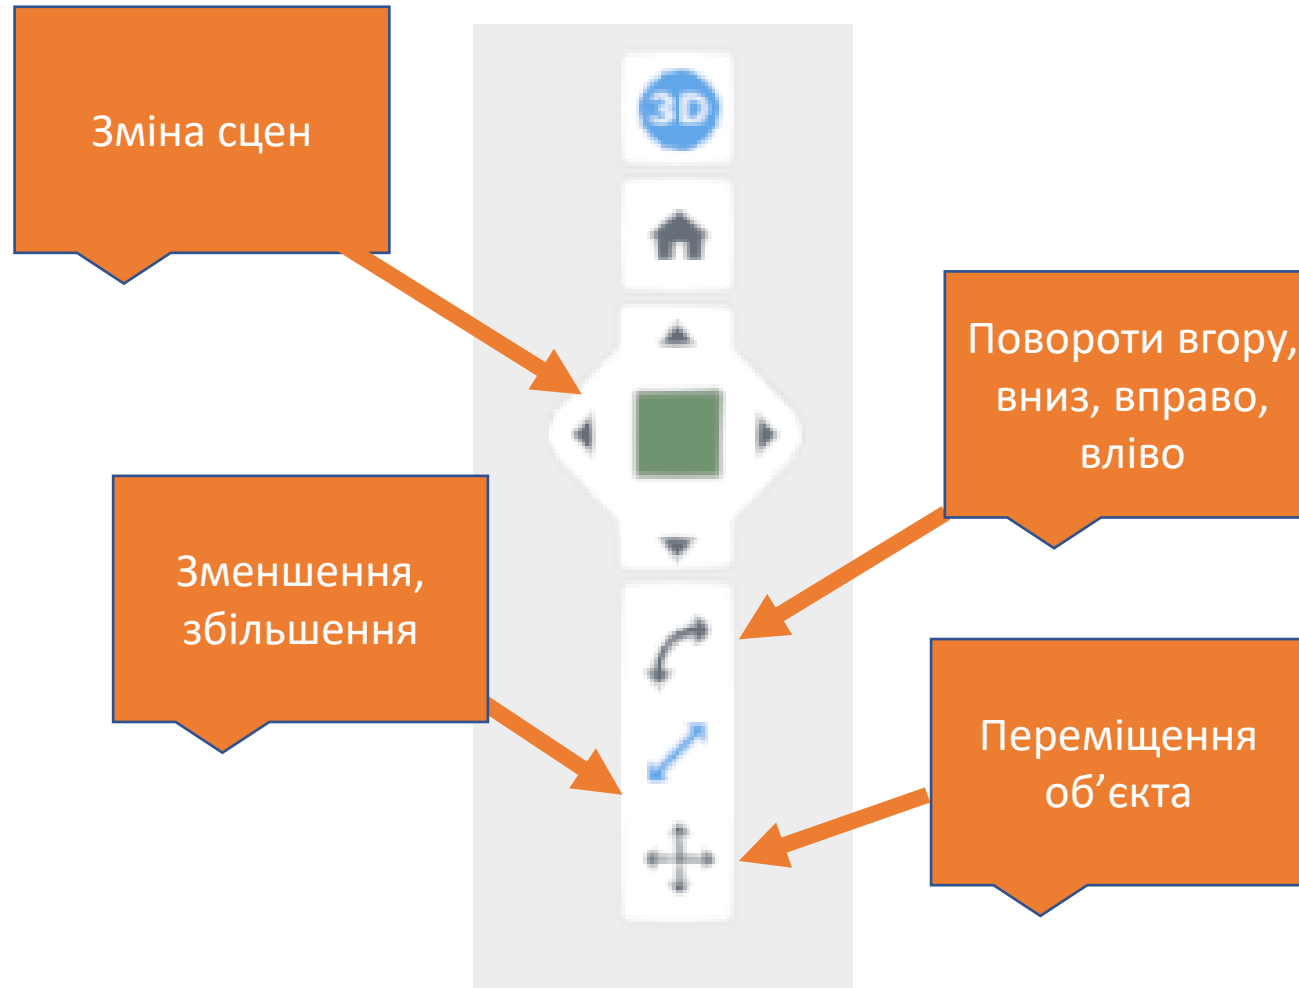 3D
Зміна сцен
Повороти вгору,
вниз, вправо,
вліво
Зменшення,
збільшення
Переміщення
об’єкта